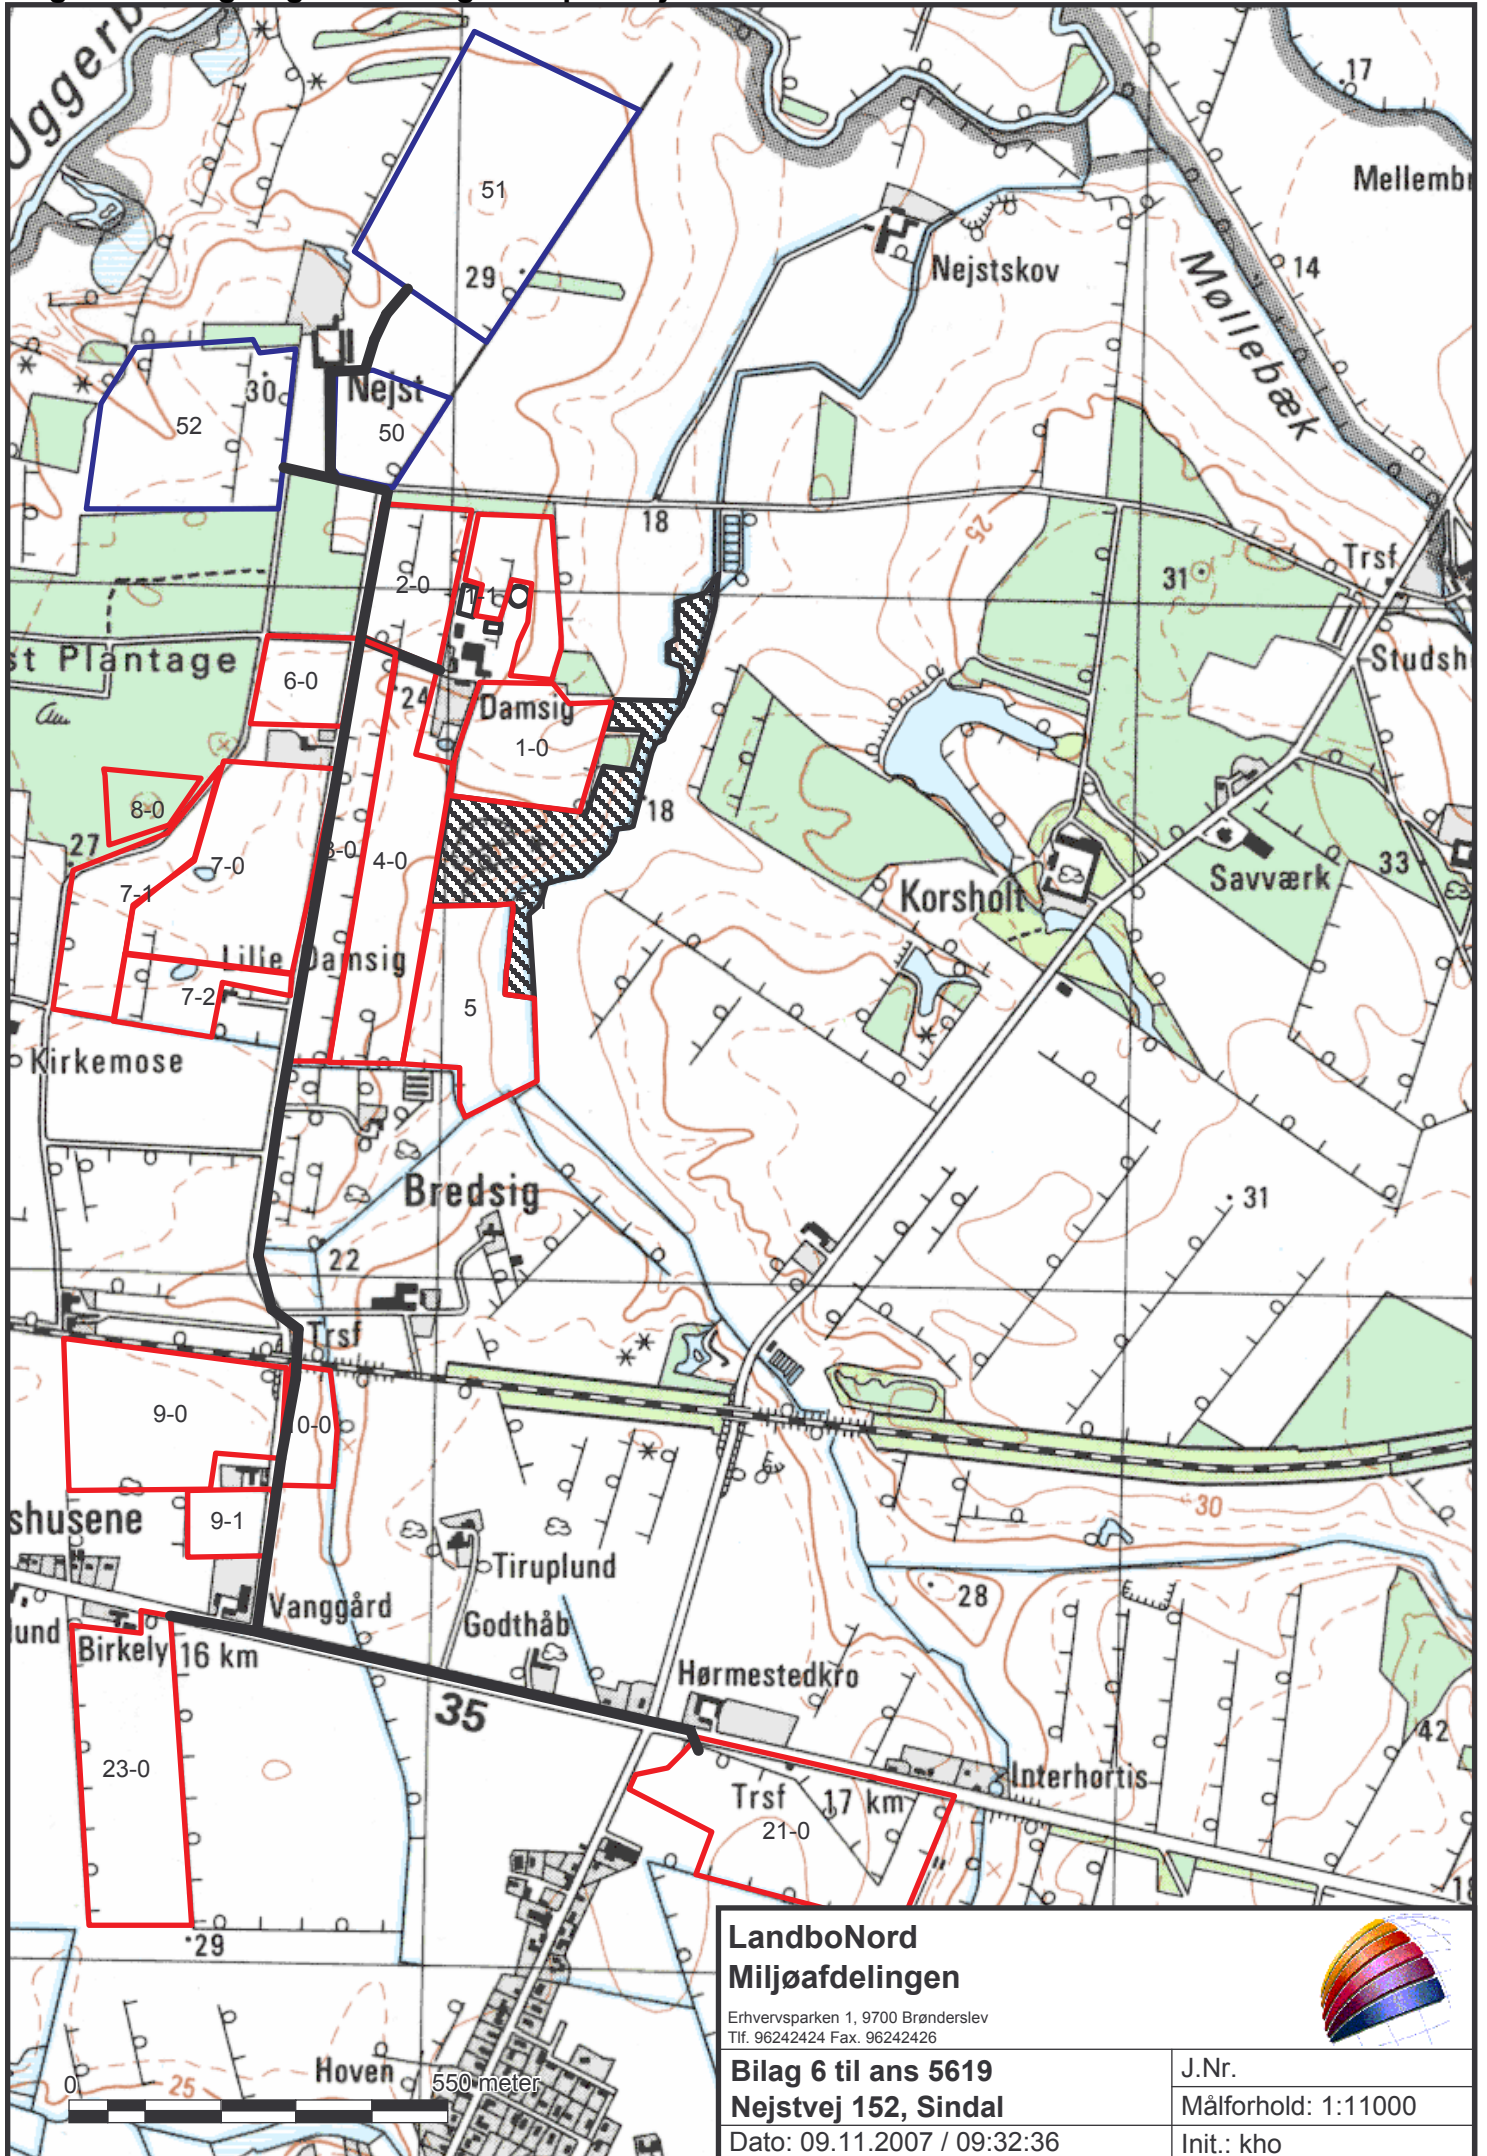 51
17
Mellemb
29
Nejstskov
14
Møllebæk
30
Nejst
52
50
18
25
Trsf
31
2-0
1-1
st Plantage
Studsh
6-0
24
Damsig
1-0
8-0
18
27
7-0
3-0
4-0
33
7-1
Korsholt
Savværk
Lille Damsig
7-2
5
Kirkemose
Bredsig
31
22
Trsf
9-0
0-0
30
shusene
9-1
Tiruplund
28
Vanggård
Godthåb
lund
Birkely
16 km
Hørmestedkro
35
42
23-0
Interhortis
Trsf
17 km
21-0
18
29
Hoven
25
0
550 meter
LandboNord
Miljøafdelingen
Erhvervsparken 1, 9700 Brønderslev
Tlf. 96242424 Fax. 96242426
Bilag 6 til ans 5619
Nejstvej 152, Sindal
J.Nr.
Målforhold: 1:11000
Dato: 09.11.2007 / 09:32:36
Init.: kho